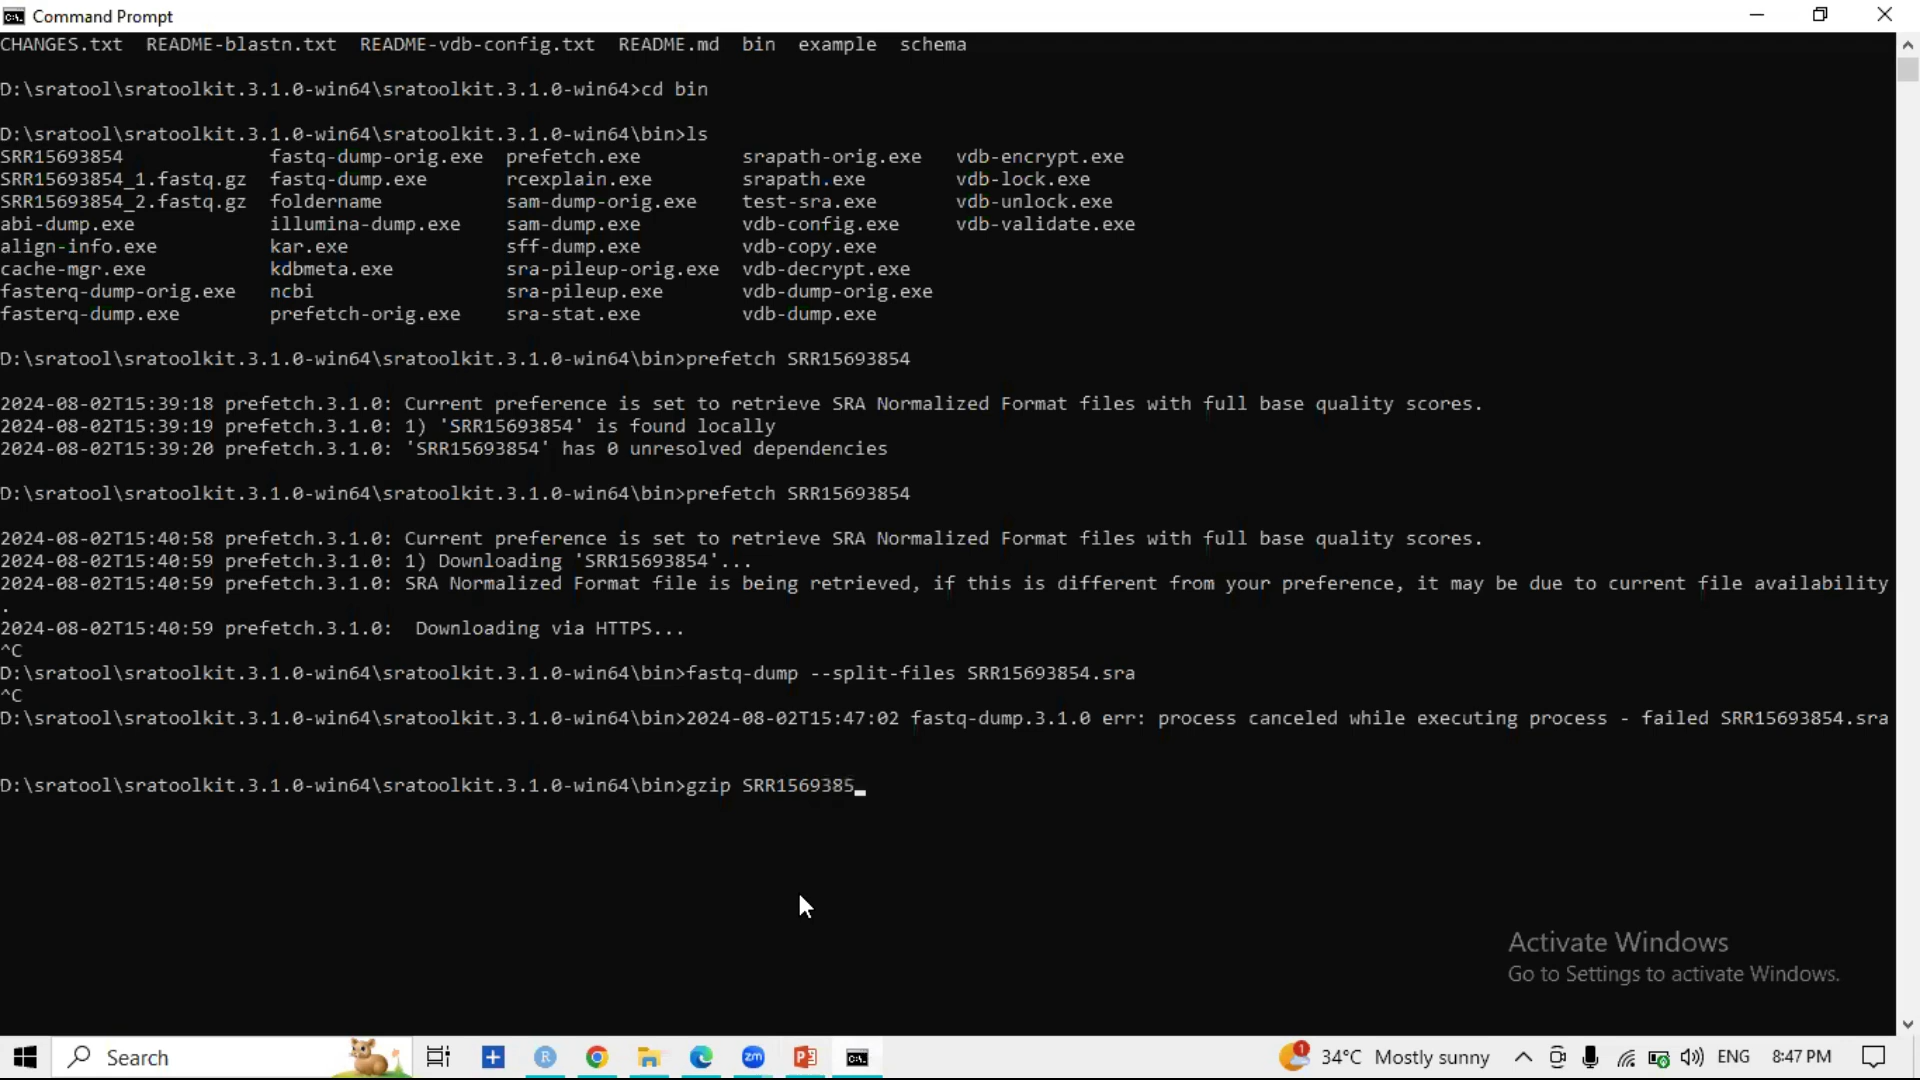 Command Prompt
CHANGES.txt  README-blastn.txt  README-vdb-config.txt  README.md  bin  example  schema
D:\sratool\sratoolkit.3.1.0-win64\sratoolkit.3.1.0-win64>cd bin
D:\sratool\sratoolkit.3.1.0-win64\sratoolkit.3.1.0-win64\bin>ls
SRR15693854  fastq-dump-orig.exe  prefetch.exe  srapath-orig.exe  vdb-encrypt.exe
SRR15693854_1.fastq.gz  fastq-dump.exe  rcexplain.exe  srapath.exe  vdb-lock.exe
SRR15693854_2.fastq.gz  foldername  sam-dump-orig.exe  test-sra.exe  vdb-unlock.exe
abi-dump.exe  illumina-dump.exe  sam-dump.exe  vdb-config.exe  vdb-validate.exe
align-info.exe  kar.exe  sff-dump.exe  vdb-copy.exe
cache-mgr.exe  kdbmeta.exe  sra-pileup-orig.exe  vdb-decrypt.exe
fasterq-dump-orig.exe  ncbi  sra-pileup.exe  vdb-dump-orig.exe
fasterq-dump.exe  prefetch-orig.exe  sra-stat.exe  vdb-dump.exe
D:\sratool\sratoolkit.3.1.0-win64\sratoolkit.3.1.0-win64\bin>prefetch SRR15693854
2024-08-02T15:39:18 prefetch.3.1.0: Current preference is set to retrieve SRA Normalized Format files with full base quality scores.
2024-08-02T15:39:19 prefetch.3.1.0: 1) 'SRR15693854' is found locally
2024-08-02T15:39:20 prefetch.3.1.0: 'SRR15693854' has 0 unresolved dependencies
D:\sratool\sratoolkit.3.1.0-win64\sratoolkit.3.1.0-win64\bin>prefetch SRR15693854
2024-08-02T15:40:58 prefetch.3.1.0: Current preference is set to retrieve SRA Normalized Format files with full base quality scores.
2024-08-02T15:40:59 prefetch.3.1.0: 1) Downloading 'SRR15693854'...
2024-08-02T15:40:59 prefetch.3.1.0: SRA Normalized Format file is being retrieved, if this is different from your preference, it may be due to current file availability
.
2024-08-02T15:40:59 prefetch.3.1.0:  Downloading via HTTPS...
^C
D:\sratool\sratoolkit.3.1.0-win64\sratoolkit.3.1.0-win64\bin>fastq-dump --split-files SRR15693854.sra
^C
D:\sratool\sratoolkit.3.1.0-win64\sratoolkit.3.1.0-win64\bin>2024-08-02T15:47:02 fastq-dump.3.1.0 err: process canceled while executing process - failed SRR15693854.sra
D:\sratool\sratoolkit.3.1.0-win64\sratoolkit.3.1.0-win64\bin>gzip SRR1569385_
Activate Windows
Go to Settings to activate Windows.
Search
R
zm
1
34°C Mostly sunny
ENG
8:47 PM